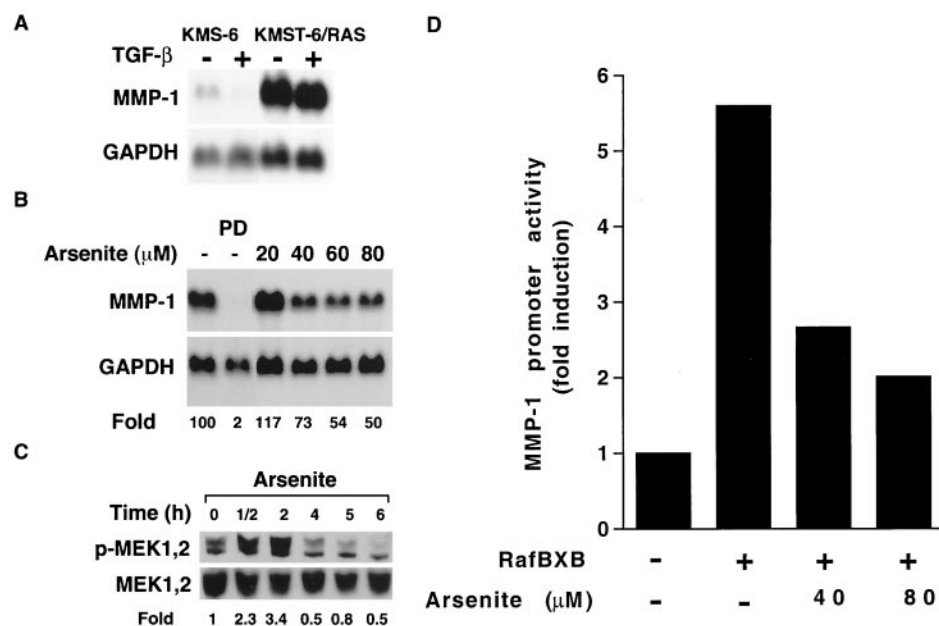 A
KMS-6 KMST-6/RAS
TGF-β - + - +
MMP-1
GAPDH
B
PD
Arsenite (μM) - - 20 40 60 80
MMP-1
GAPDH
Fold 100 2 117 73 54 50
C
Arsenite
Time (h) 0 1/2 2 4 5 6
p-MEK1,2
MEK1,2
Fold 1 2.3 3.4 0.5 0.8 0.5
D
MMP-1 promoter activity
(fold induction)
6
5
4
3
2
1
0
RafBXB - + + +
Arsenite (μM) - - 40 80